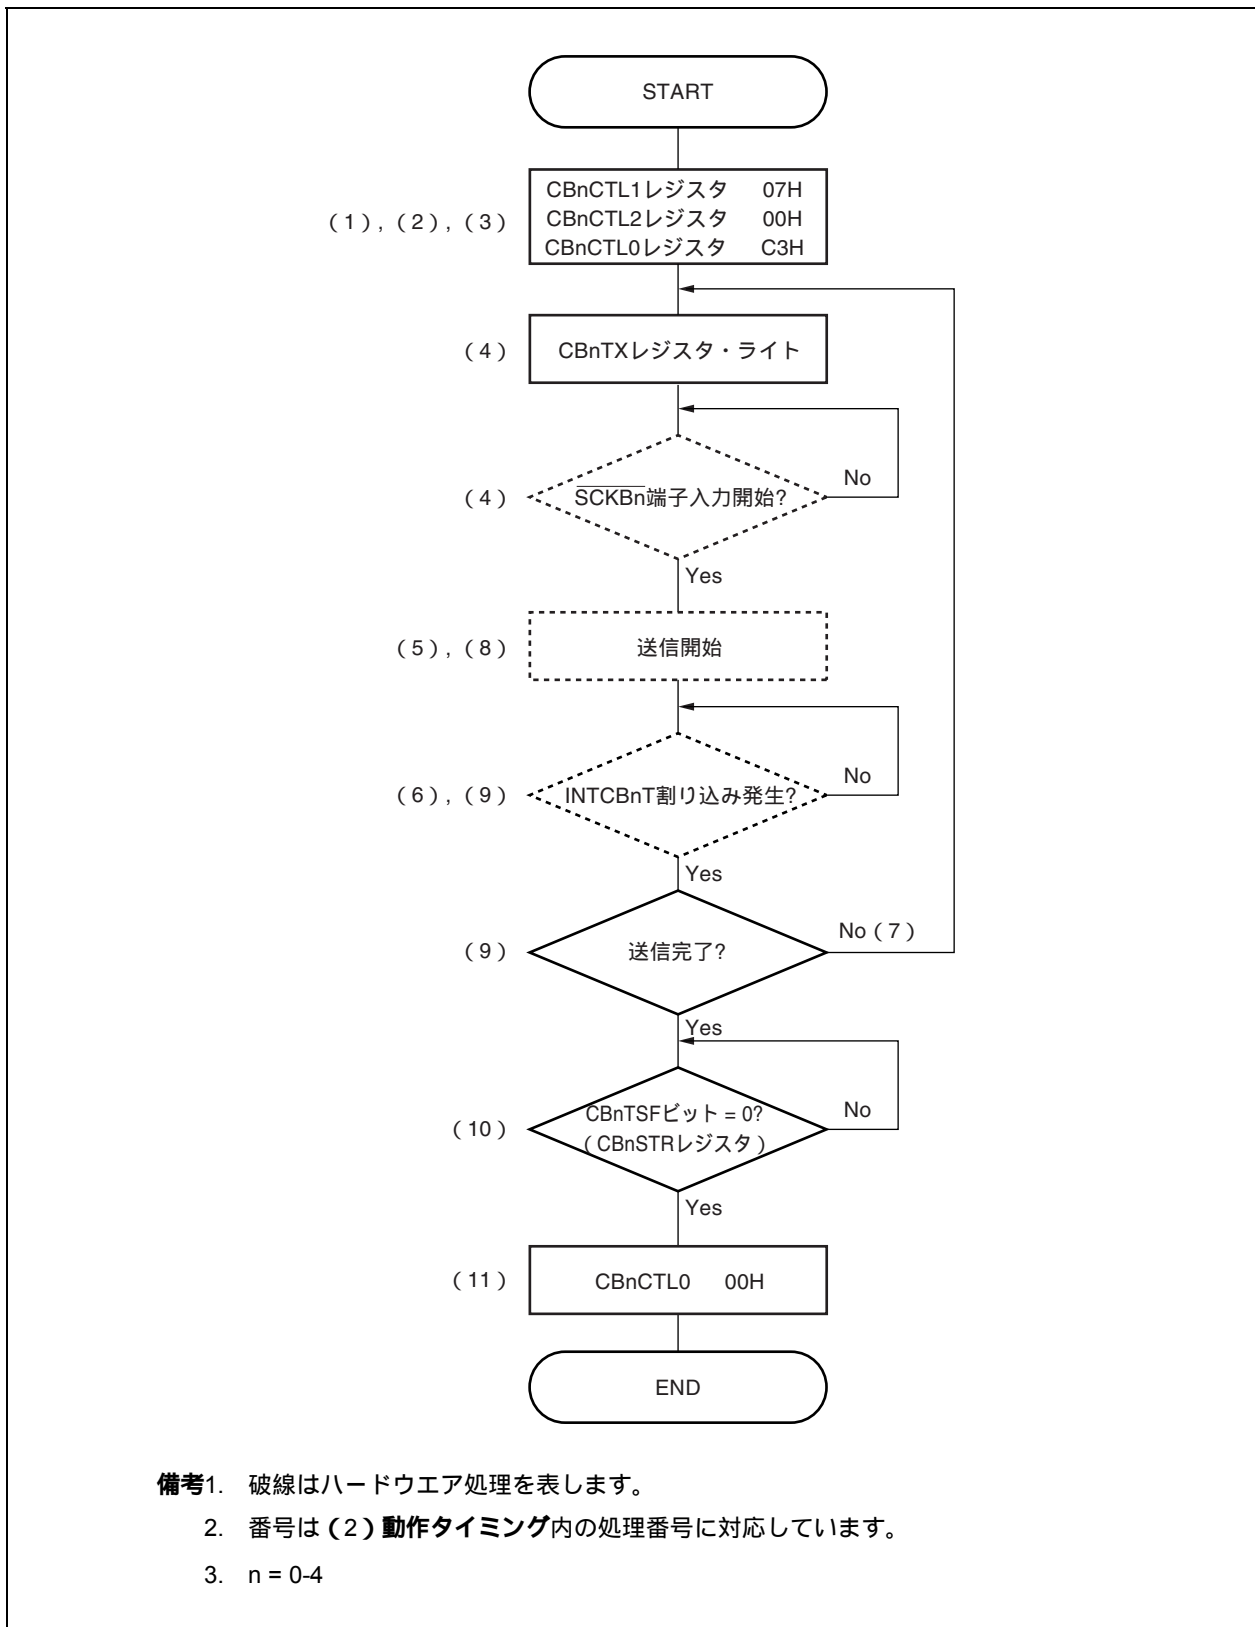 START
CBnCTL1レジスタ 07H
(1), (2), (3) CBnCTL2レジスタ 00H
CBnCTL0レジスタ C3H
(4) CBnTXレジスタ・ライト
(4) SCKBn端子入力開始? No
Yes
(5), (8) 送信開始
(6), (9) INTCBnT割り込み発生? No
Yes
(9) 送信完了? No (7)
Yes
CBnTSFビット = 0? No
(10) (CBnSTRレジスタ)
Yes
(11) CBnCTL0 00H
END
備考1. 破線はハードウエア処理を表します。
2. 番号は(2)動作タイミング内の処理番号に対応しています。
3. n = 0-4